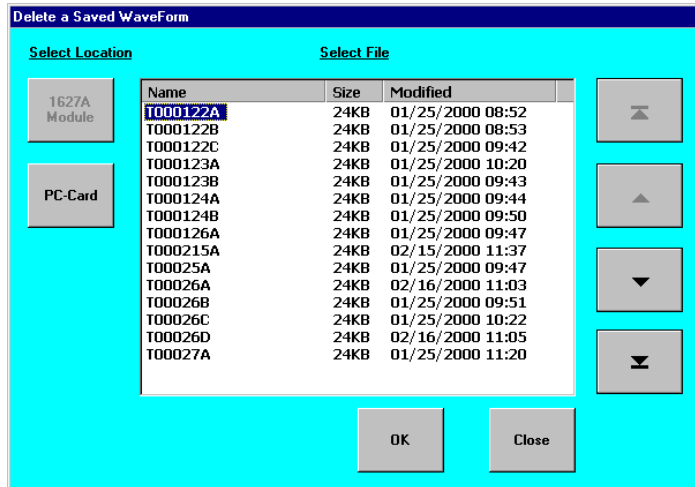 Delete a Saved WaveForm
Select Location
Select File
1627A
Module
PC-Card
Name Size Modified
T000122A 24KB 01/25/2000 08:52
T000122B 24KB 01/25/2000 08:53
T000122C 24KB 01/25/2000 09:42
T000123A 24KB 01/25/2000 10:20
T000123B 24KB 01/25/2000 09:43
T000124A 24KB 01/25/2000 09:44
T000124B 24KB 01/25/2000 09:50
T000126A 24KB 01/25/2000 09:47
T000215A 24KB 02/15/2000 11:37
T00025A 24KB 01/25/2000 09:47
T00026A 24KB 02/16/2000 11:03
T00026B 24KB 01/25/2000 09:51
T00026C 24KB 01/25/2000 10:22
T00026D 24KB 02/16/2000 11:05
T00027A 24KB 01/25/2000 11:20
OK
Close